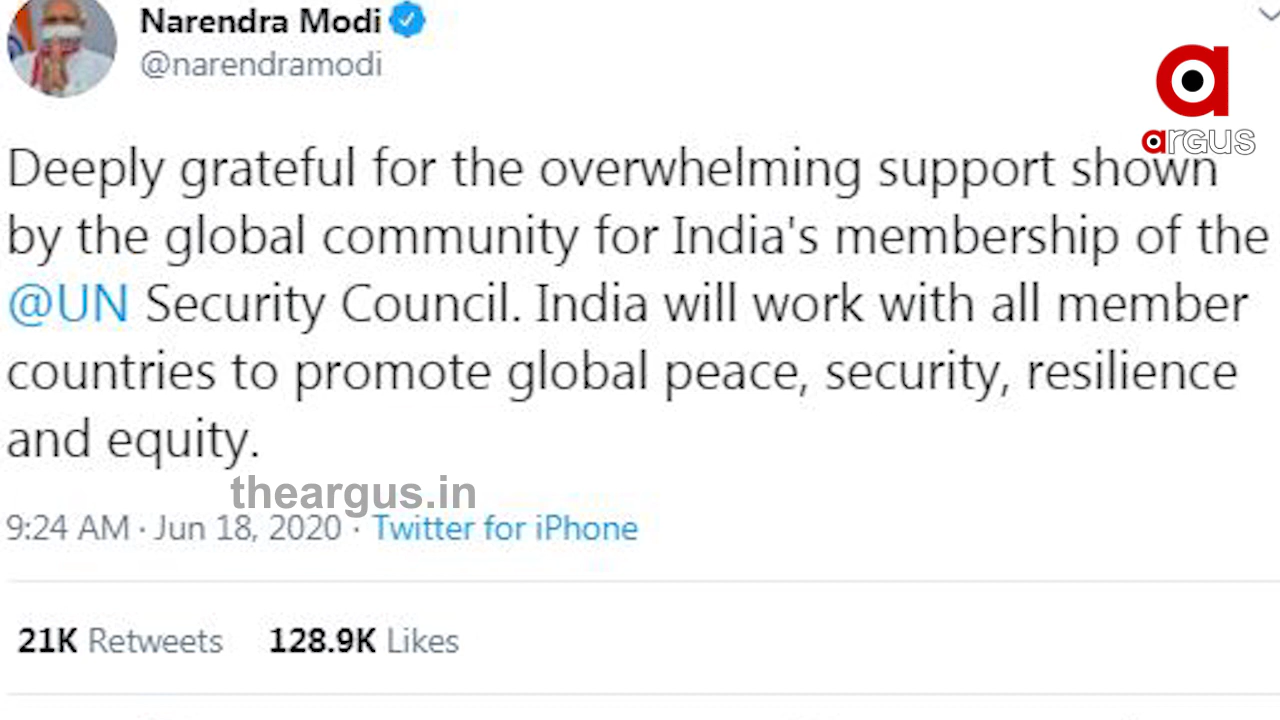 Narendra Modi
@narendramodi
argus
Deeply grateful for the overwhelming support shown
by the global community for India's membership of the
@UN Security Council. India will work with all member
countries to promote global peace, security, resilience
and equity.
theargus.in
9:24 AM · Jun 18, 2020 · Twitter for iPhone
21K Retweets 128.9K Likes